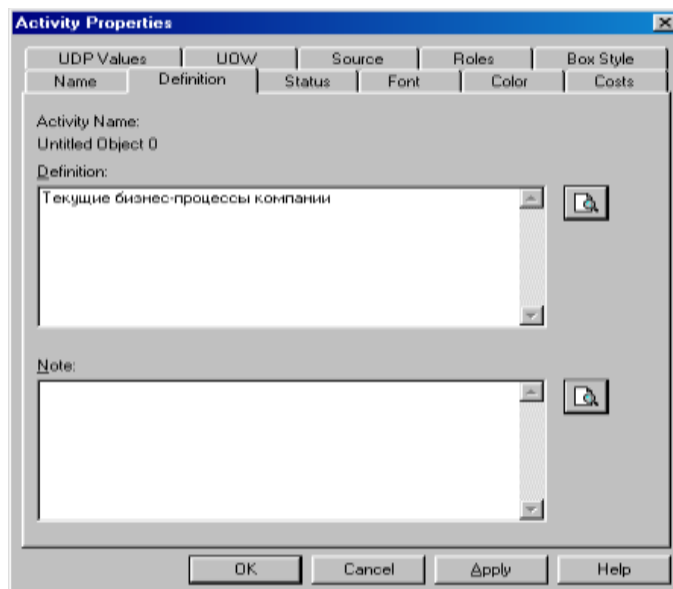 Activity Properties
UDP Values UOW Source Roles Box Style
Name Definition Status Font Color Costs
Activity Name:
Untitled Object 0
Definition:
Текущие бизнес-процессы компании
Note:
OK Cancel Apply Help